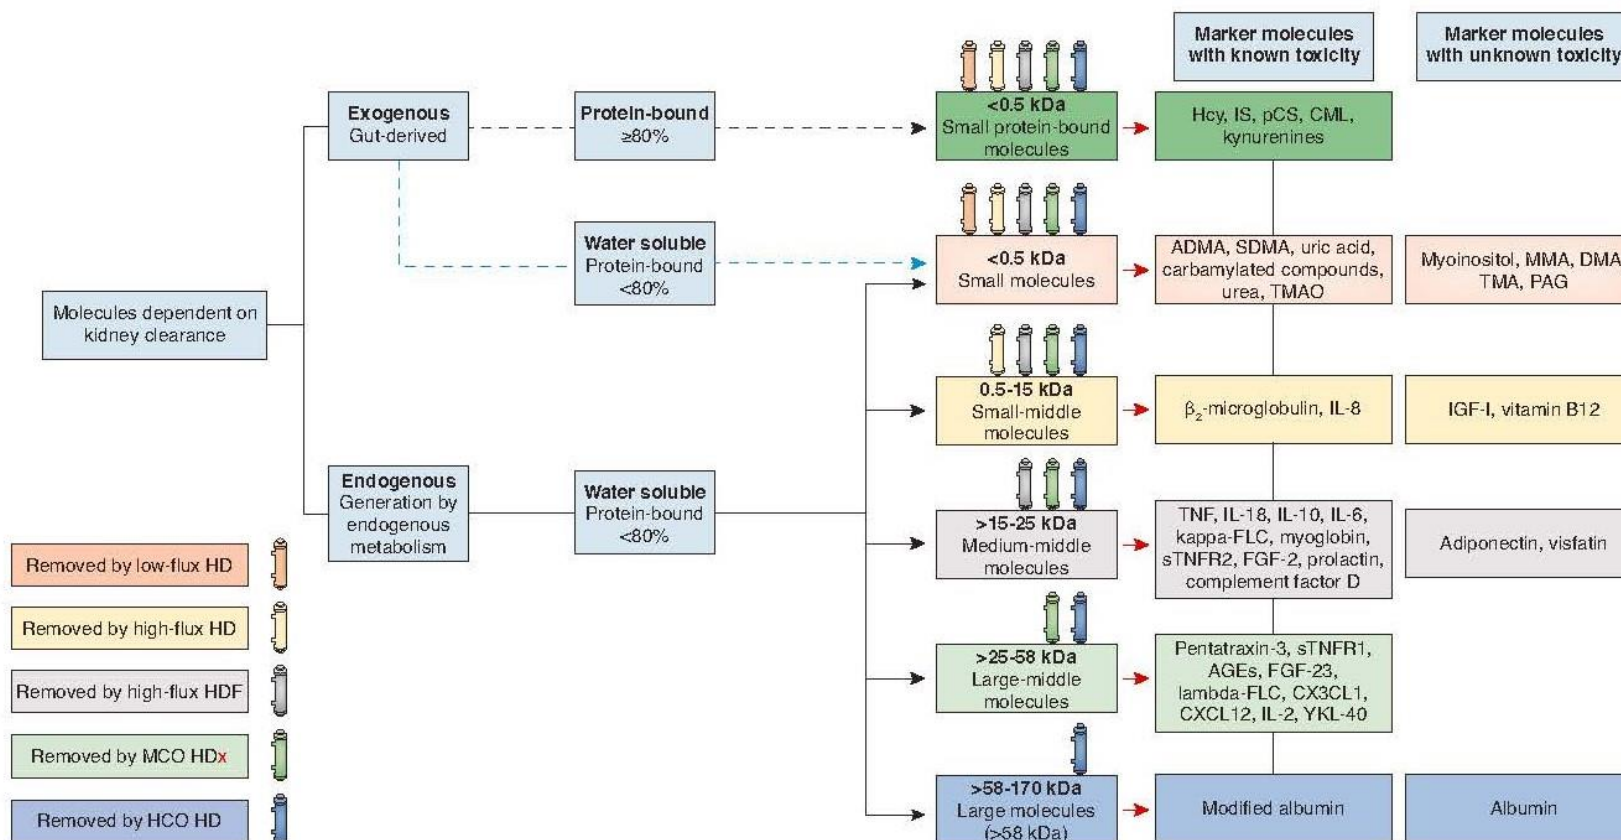 Marker molecules
with known toxicity
Marker molecules
with unknown toxicity
Exogenous
Gut-derived
Protein-bound
≥80%
<0.5 kDa
Small protein-bound
molecules
Hcy, IS, pCS, CML,
kynurenines
Water soluble
Protein-bound
<80%
<0.5 kDa
Small molecules
ADMA, SDMA, uric acid,
carbamylated compounds,
urea, TMAO
Myoinositol, MMA, DMA
TMA, PAG
Molecules dependent on
kidney clearance
0.5-15 kDa
Small-middle
molecules
β₂-microglobulin, IL-8
IGF-I, vitamin B12
Endogenous
Generation by
endogenous
metabolism
Water soluble
Protein-bound
<80%
>15-25 kDa
Medium-middle
molecules
TNF, IL-18, IL-10, IL-6,
kappa-FLC, myoglobin,
sTNFR2, FGF-2, prolactin,
complement factor D
Adiponectin, visfatin
>25-58 kDa
Large-middle
molecules
Pentatraxin-3, sTNFR1,
AGEs, FGF-23,
lambda-FLC, CX3CL1,
CXCL12, IL-2, YKL-40
>58-170 kDa
Large molecules
(>58 kDa)
Modified albumin
Albumin
Removed by low-flux HD
Removed by high-flux HD
Removed by high-flux HDF
Removed by MCO HDx
Removed by HCO HD